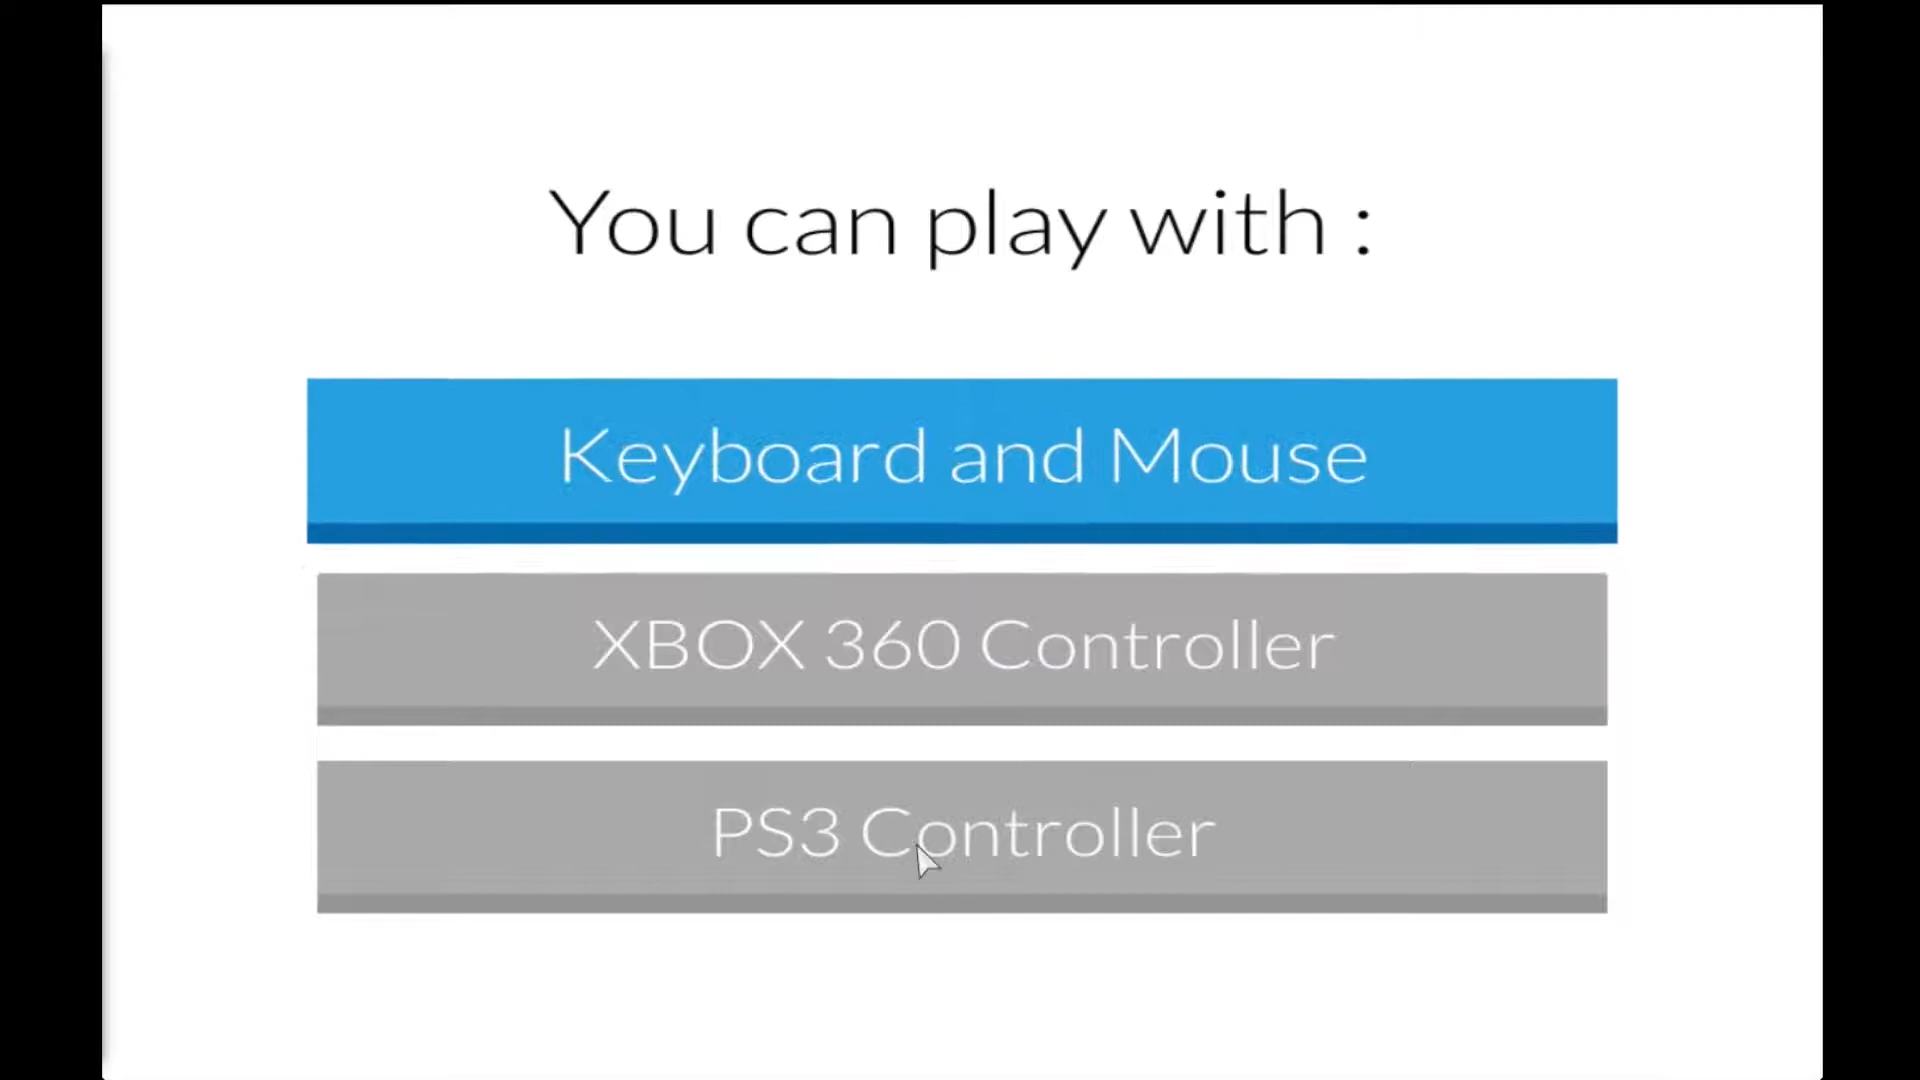 You can play with :
Keyboard and Mouse
XBOX 360 Controller
PS3 Controller